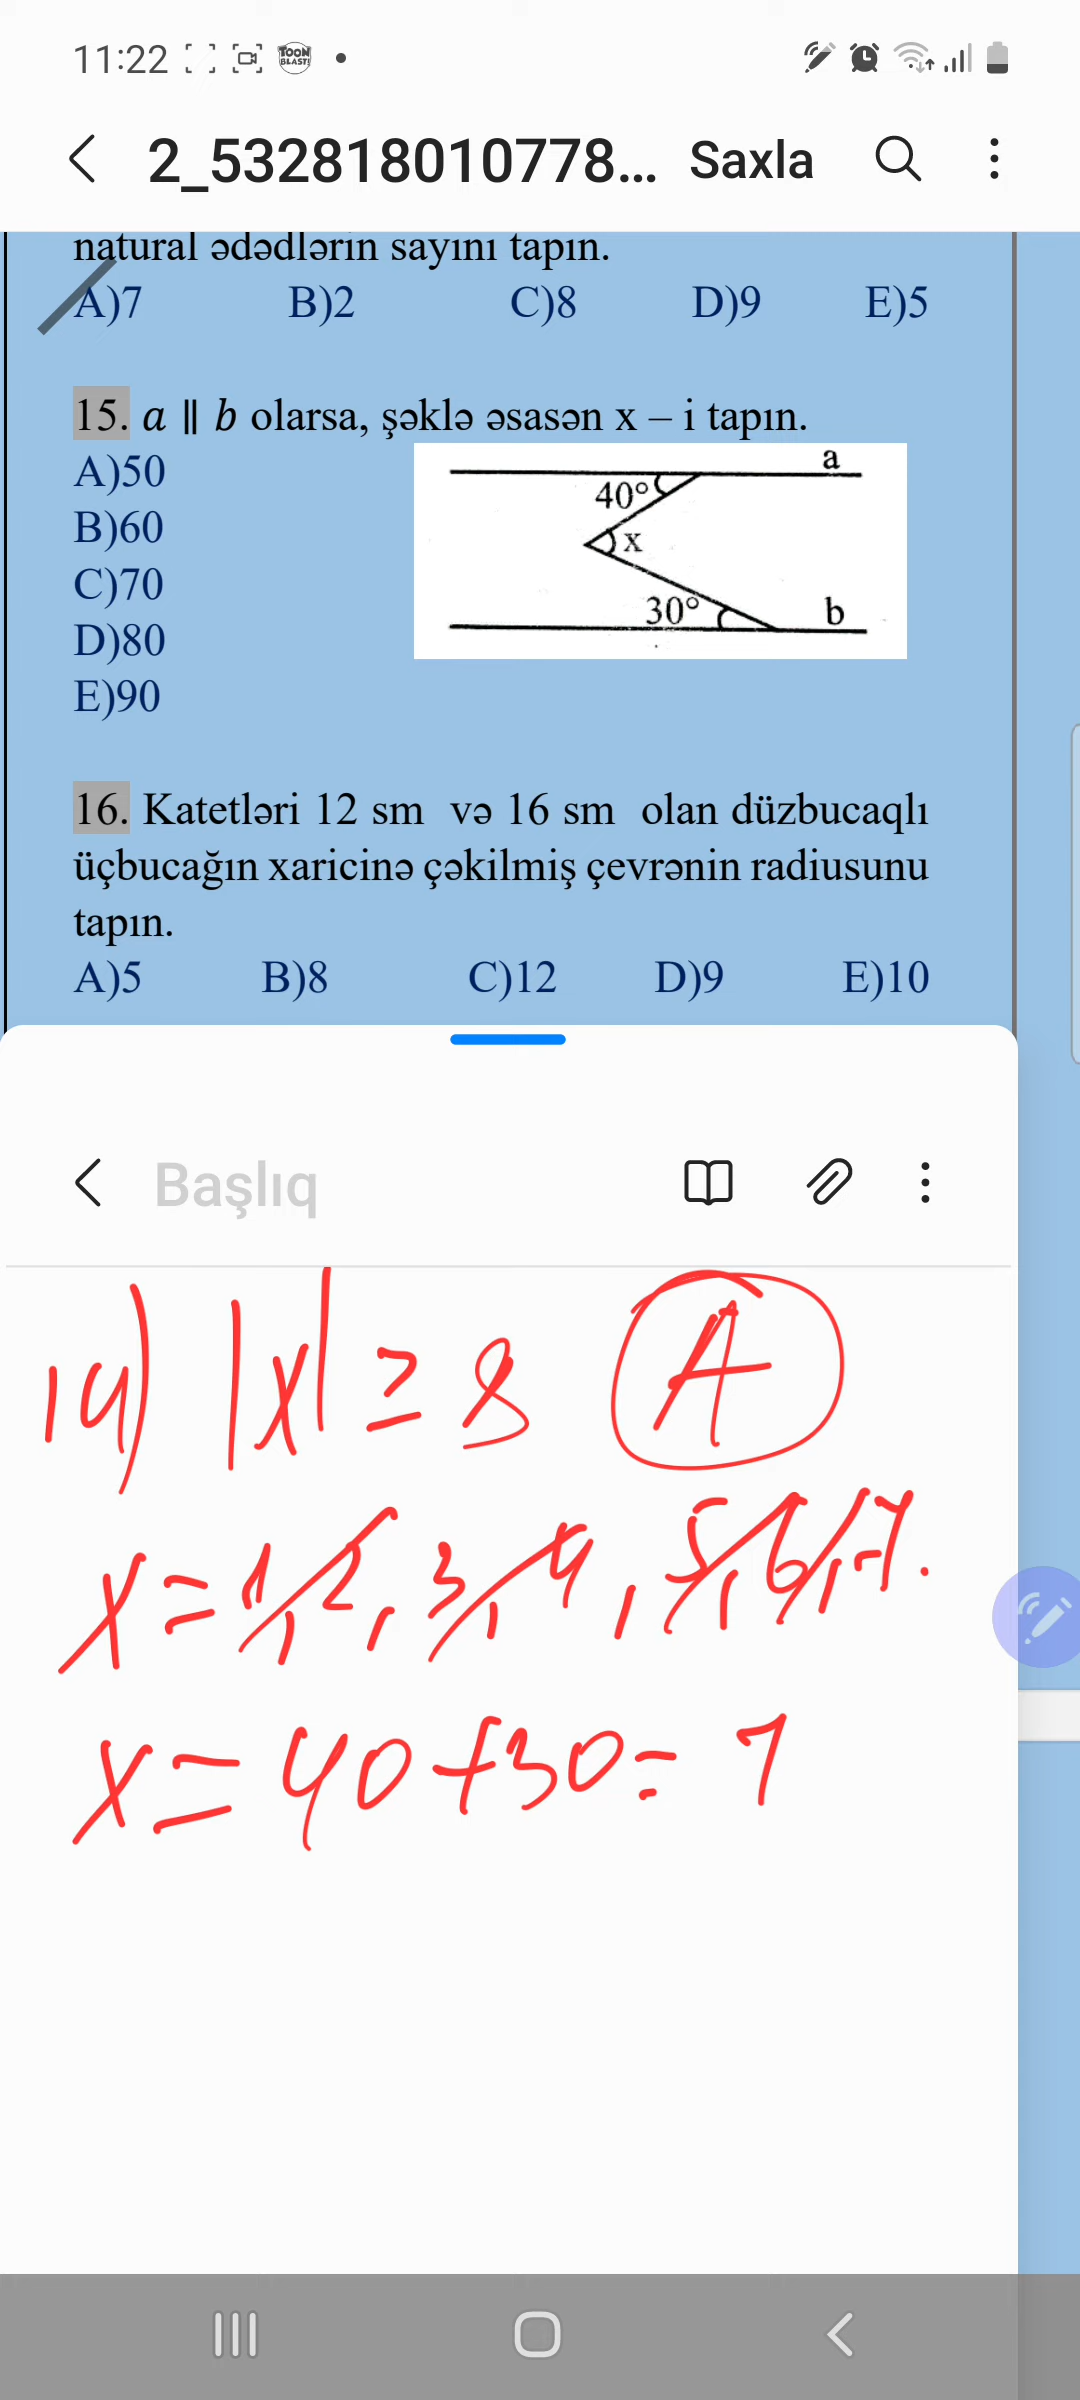 11:22 TOON BLAST!
2_532818010778... Saxla
natural ədədlərin sayını tapın.
A)7 B)2 C)8 D)9 E)5
15. a ∥ b olarsa, şəklə əsasən x – i tapın.
A)50
B)60
C)70
D)80
E)90
a
40°
x
30°
b
16. Katetləri 12 sm və 16 sm olan düzbucaqlı
üçbucağın xaricinə çəkilmiş çevrənin radiusunu
tapın.
A)5 B)8 C)12 D)9 E)10
Başlıq
14) |x| ≥ 8 A
x = 1, 2, 3, 4, 5, 6, 7.
x = 40 + 30 = 7